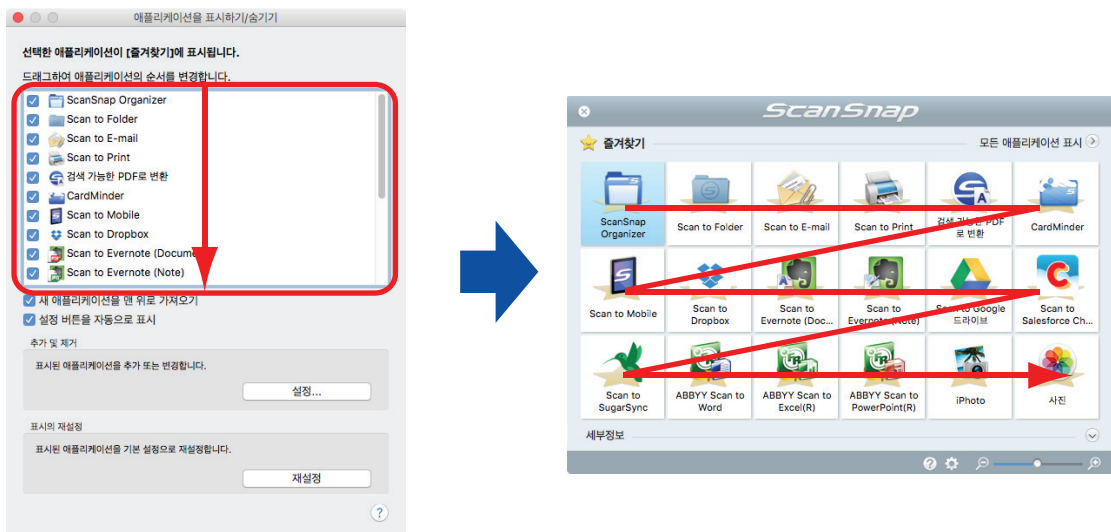 애플리케이션을 표시하기/숨기기
선택한 애플리케이션이 [즐겨찾기]에 표시됩니다.
드래그하여 애플리케이션의 순서를 변경합니다.
ScanSnap Organizer
Scan to Folder
Scan to E-mail
Scan to Print
검색 가능한 PDF로 변환
CardMinder
Scan to Mobile
Scan to Dropbox
Scan to Evernote (Docume
Scan to Evernote (Note)
새 애플리케이션을 맨 위로 가져오기
설정 버튼을 자동으로 표시
추가 및 제거
표시된 애플리케이션을 추가 또는 변경합니다.
설정...
표시의 재설정
표시된 애플리케이션을 기본 설정으로 재설정합니다.
재설정
?
ScanSnap
즐겨찾기
모든 애플리케이션 표시
ScanSnap
Organizer
Scan to Folder
Scan to E-mail
Scan to Print
검색 가능한 PDF
로 변환
CardMinder
Scan to Mobile
Scan to
Dropbox
Scan to
Evernote (Doc...
Scan to
Evernote (Note)
Scan to Google
드라이브
Scan to
Salesforce Ch...
Scan to
SugarSync
ABBYY Scan to
Word
ABBYY Scan to
Excel(R)
ABBYY Scan to
PowerPoint(R)
iPhoto
사진
세부정보